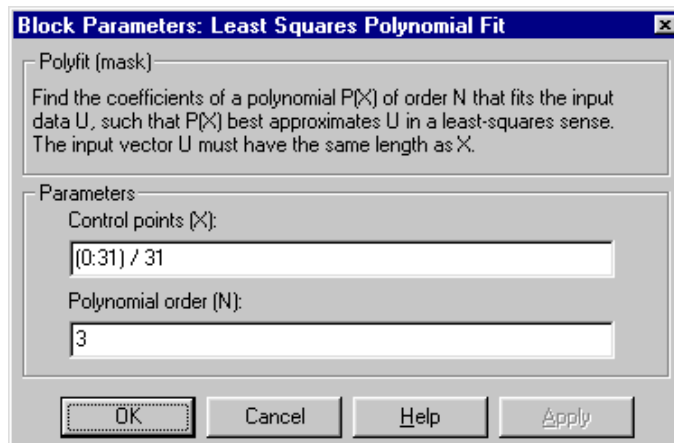 Block Parameters: Least Squares Polynomial Fit
Polyfit (mask)
Find the coefficients of a polynomial P(X) of order N that fits the input
data U, such that P(X) best approximates U in a least-squares sense.
The input vector U must have the same length as X.
Parameters
Control points (X):
(0:31) / 31
Polynomial order (N):
3
OK Cancel Help Apply